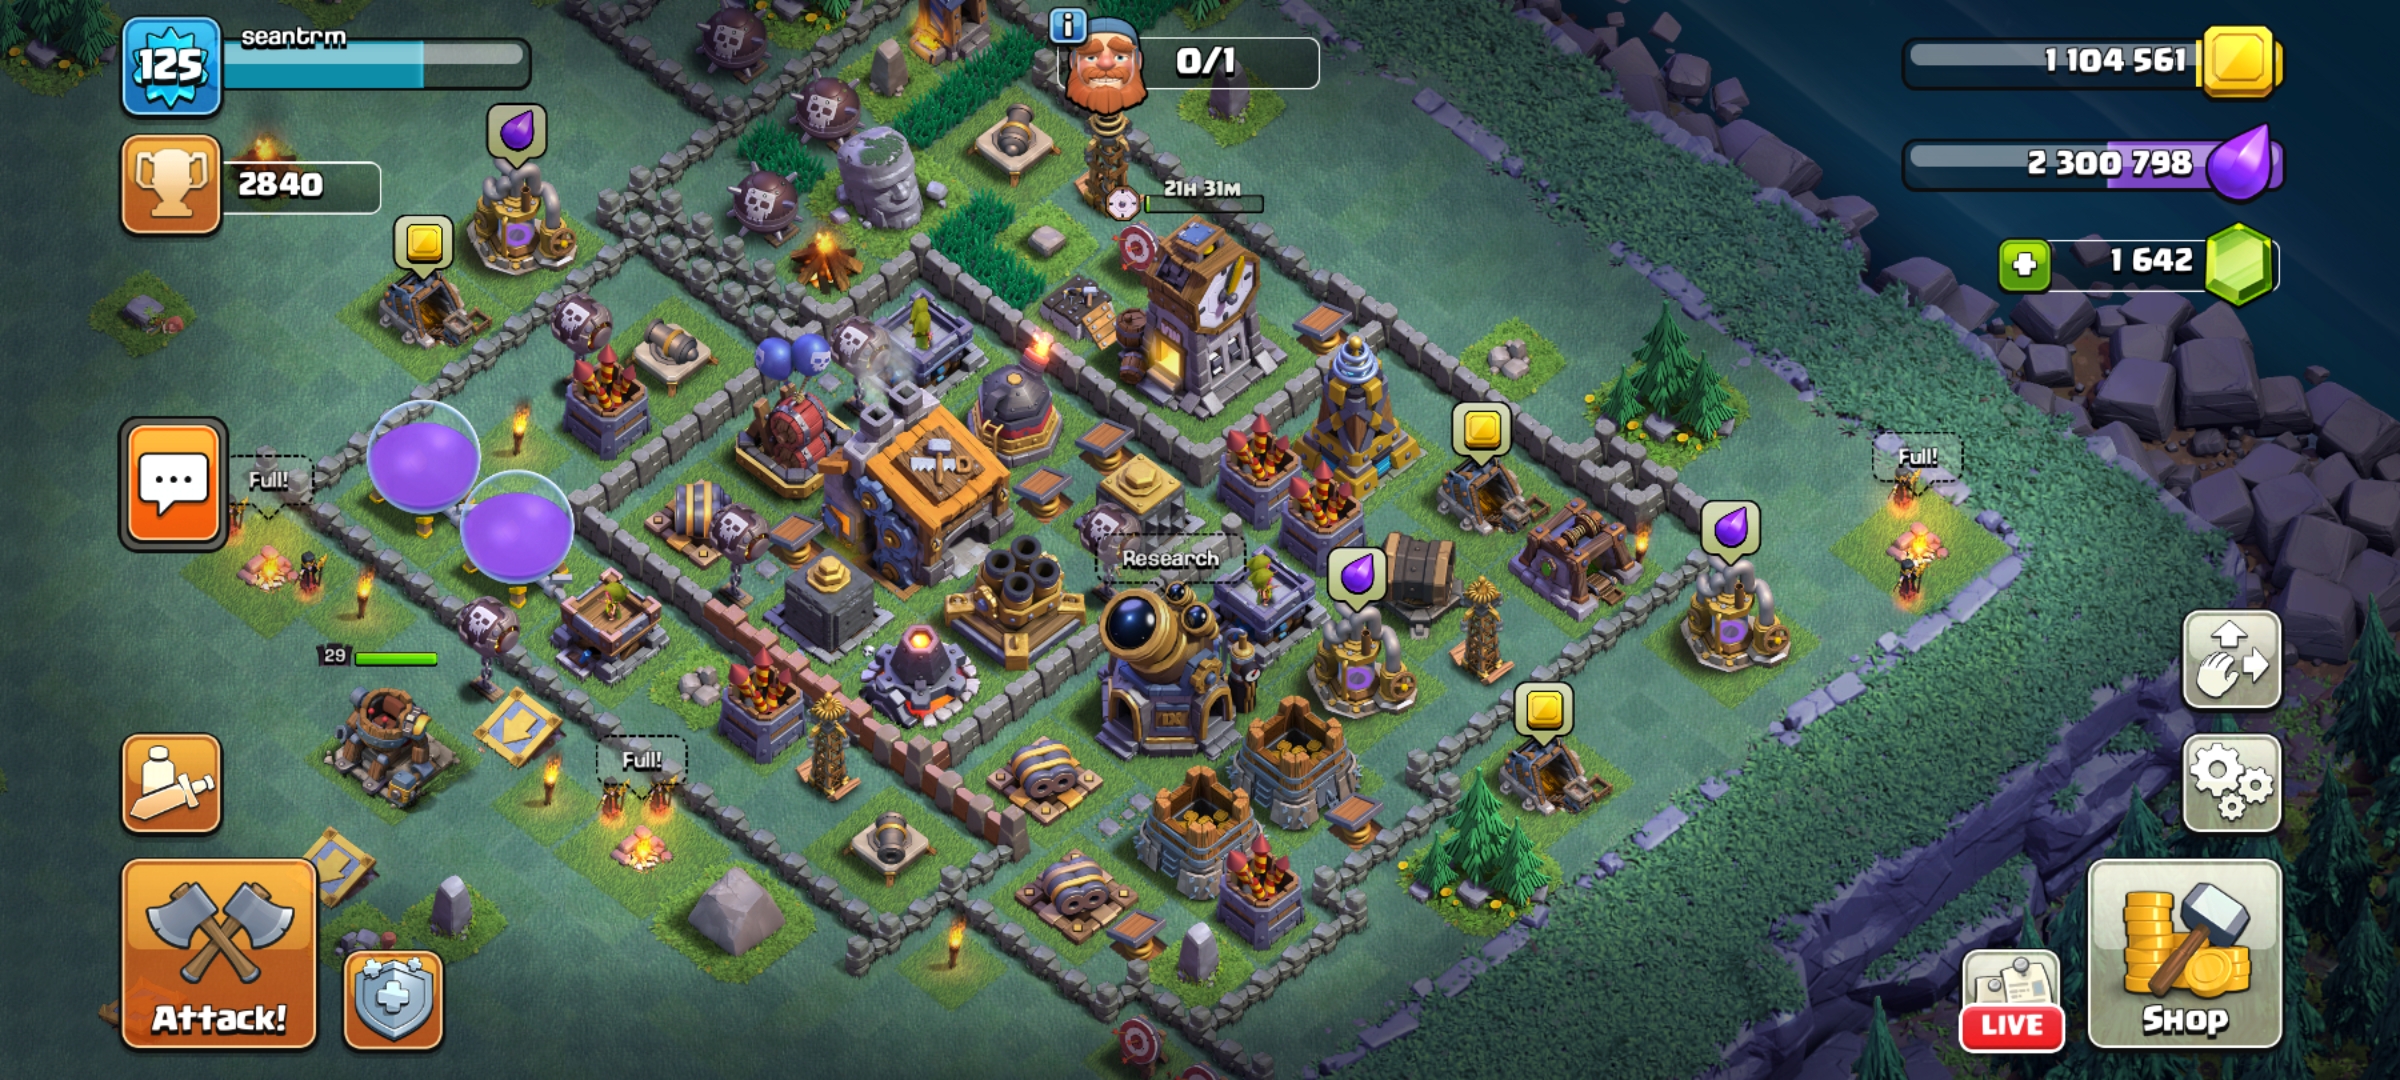 seantrm
125
0/1
1 104 561
2840
2 300 798
21H 31M
1 642
Full!
Full!
Research
29
Full!
Attack!
LIVE
SHOP